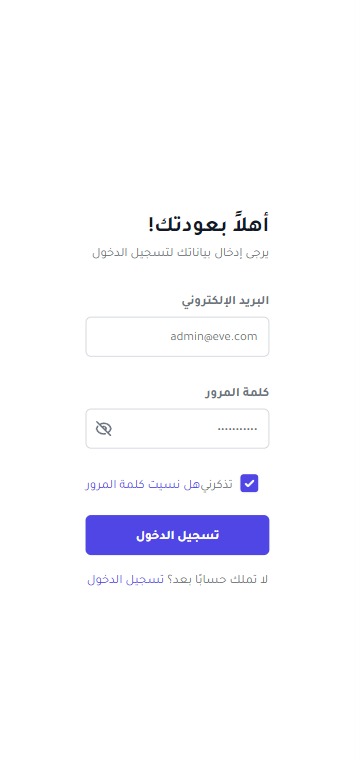 أهلاً بعودتك!
يرجى إدخال بياناتك لتسجيل الدخول
البريد الإلكتروني
admin@eve.com
كلمة المرور
•••••••••••
تذكرني هل نسيت كلمة المرور
تسجيل الدخول
لا تملك حسابًا بعد؟ تسجيل الدخول